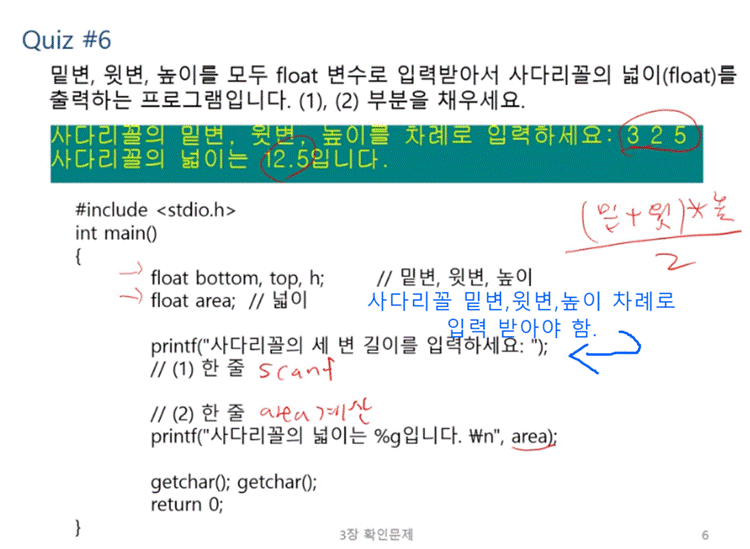 Quiz #6
밑변, 윗변, 높이를 모두 float 변수로 입력받아서 사다리꼴의 넓이(float)를
출력하는 프로그램입니다. (1), (2) 부분을 채우세요.
사다리꼴의 밑변, 윗변, 높이를 차례로 입력하세요: 3 2 5
사다리꼴의 넓이는 12.5입니다.
(밑+윗)*높
2
#include <stdio.h>
int main()
{
float bottom, top, h; // 밑변, 윗변, 높이
float area; // 넓이
사다리꼴 밑변,윗변,높이 차례로
입력 받아야 함.
printf("사다리꼴의 세 변 길이를 입력하세요: ");
// (1) 한 줄 scanf
// (2) 한 줄 area계산
printf("사다리꼴의 넓이는 %g입니다. ₩n", area);
getchar(); getchar();
return 0;
}
3장 확인문제
6